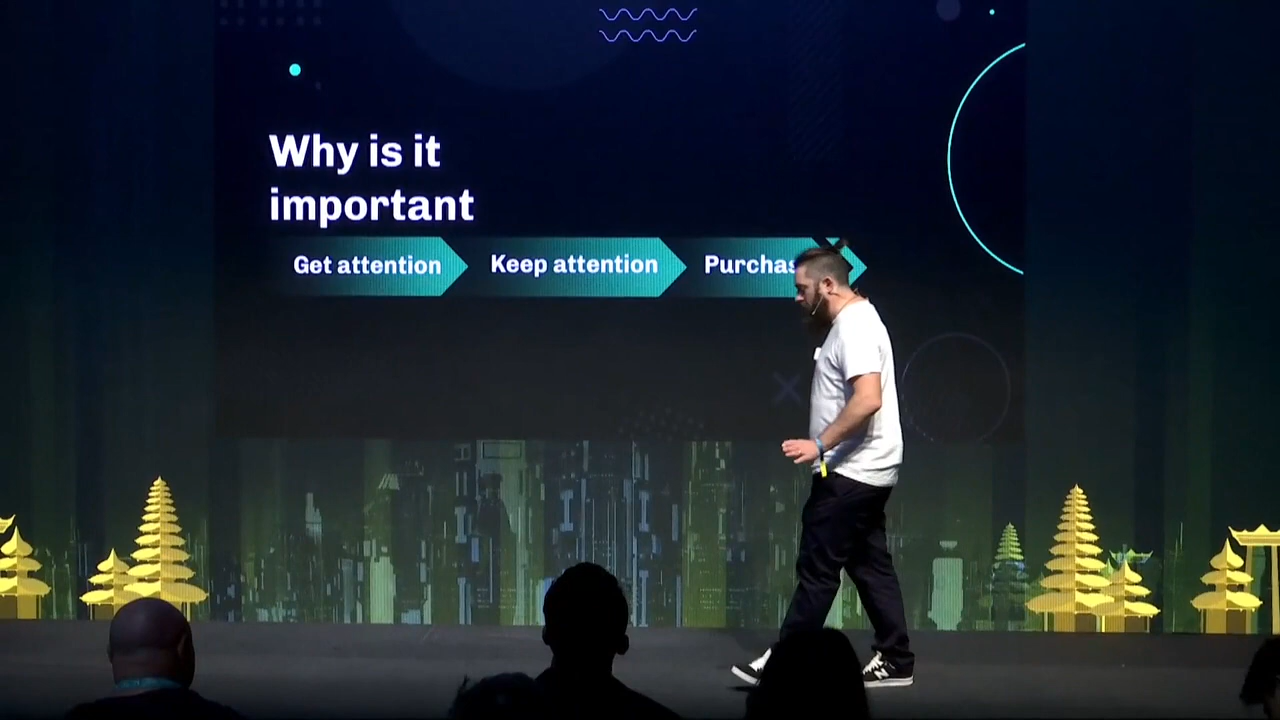 Why is it
important
Get attention
Keep attention
Purchas